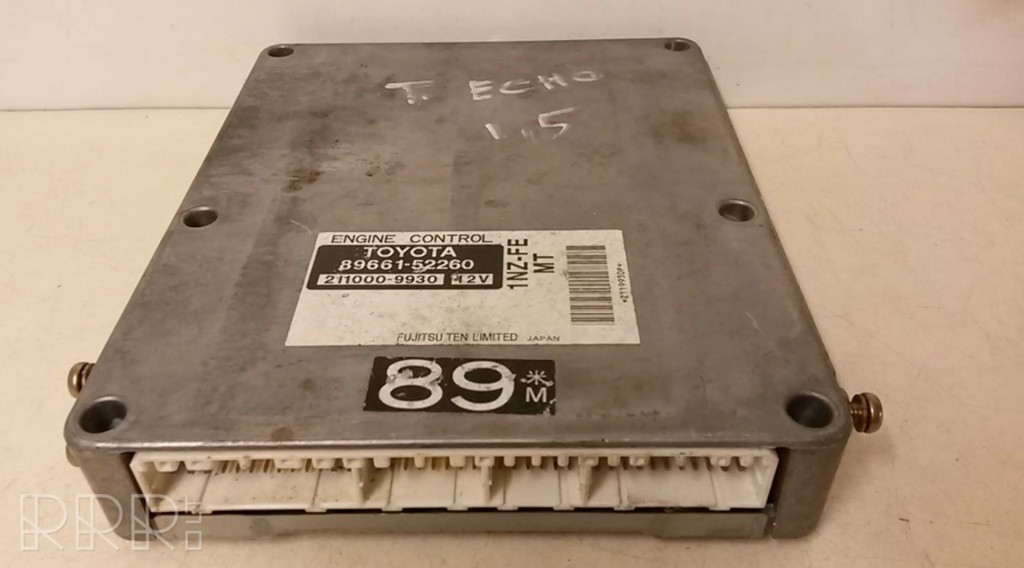 T. ECHO
1.5
ENGINE CONTROL
TOYOTA
89661-52260
211000-9930 12V
1NZ-FE
MT
FUJITSU TEN LIMITED JAPAN
89 米 M
RRR